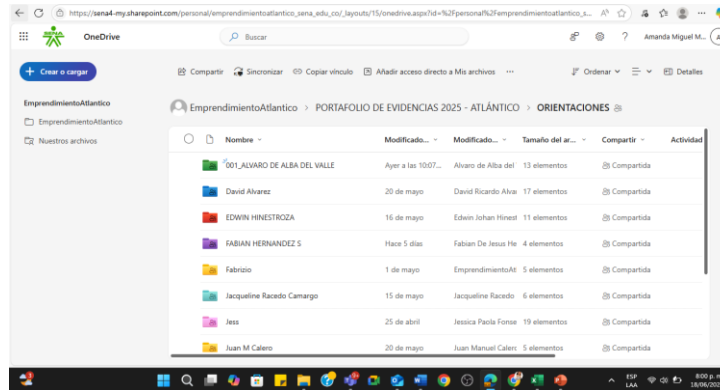 https://sena4-my.sharepoint.com/personal/emprendimientoatlantico_sena_edu_co/_layouts/15/onedrive.aspx?id=%2Fpersonal%2Femprendimientoatlantico_s...
SENA OneDrive Buscar Amanda Miguel M...
+ Crear o cargar Compartir Sincronizar Copiar vínculo Añadir acceso directo a Mis archivos ... Ordenar Detalles
EmprendimientoAtlantico
EmprendimientoAtlantico
Nuestros archivos
EmprendimientoAtlantico > PORTAFOLIO DE EVIDENCIAS 2025 - ATLÁNTICO > ORIENTACIONES
Nombre Modificado... Modificado... Tamaño del ar... Compartir Actividad
001_ALVARO DE ALBA DEL VALLE Ayer a las 10:07... Alvaro de Alba del 13 elementos Compartida
David Alvarez 20 de mayo David Ricardo Alva 17 elementos Compartida
EDWIN HINESTROZA 16 de mayo Edwin Johan Hinest 11 elementos Compartida
FABIAN HERNANDEZ S Hace 5 días Fabian De Jesus He 4 elementos Compartida
Fabrizio 1 de mayo EmprendimientoAt 5 elementos Compartida
Jacqueline Racedo Camargo 15 de mayo Jacqueline Racedo 6 elementos Compartida
Jess 25 de abril Jessica Paola Fonse 19 elementos Compartida
Juan M Calero 20 de mayo Juan Manuel Caler 5 elementos Compartida
ESP 8:00 p. m.
LAA 18/06/202